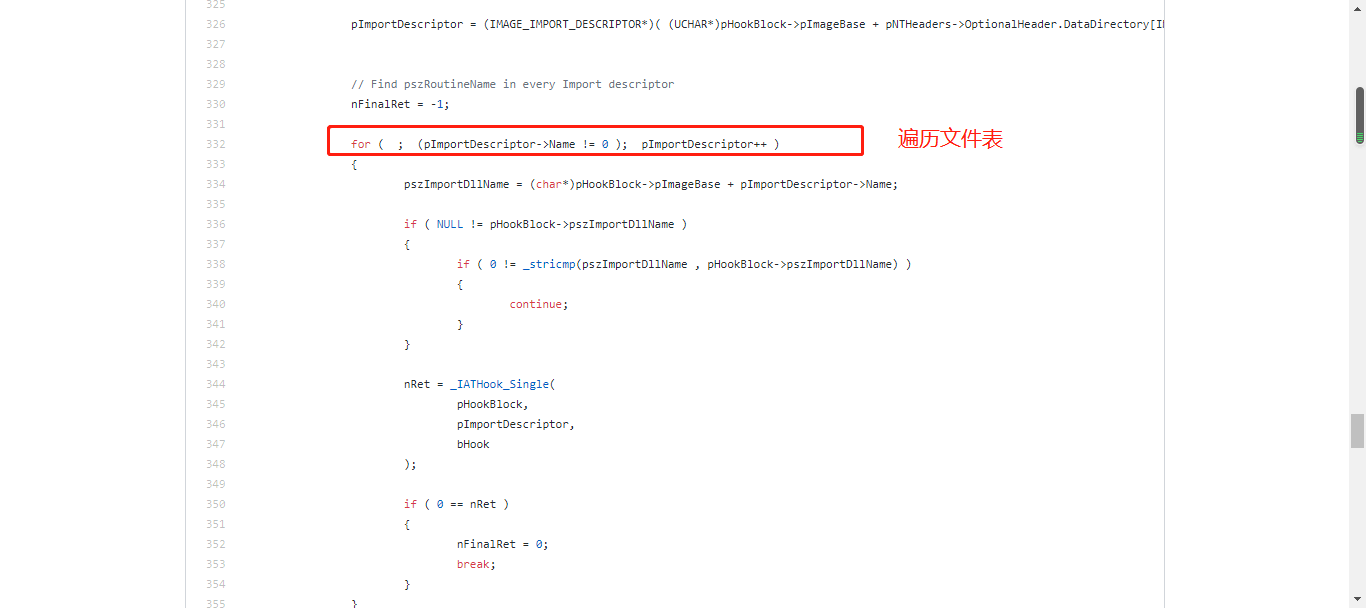 325
326 pImportDescriptor = (IMAGE_IMPORT_DESCRIPTOR*)( (UCHAR*)pHookBlock->pImageBase + pNTHeaders->OptionalHeader.DataDirectory[I
327
328
329 // Find pszRoutineName in every Import descriptor
330 nFinalRet = -1;
331
332 for ( ; (pImportDescriptor->Name != 0 ); pImportDescriptor++ ) 遍历文件表
333 {
334 pszImportDllName = (char*)pHookBlock->pImageBase + pImportDescriptor->Name;
335
336 if ( NULL != pHookBlock->pszImportDllName )
337 {
338 if ( 0 != _stricmp(pszImportDllName , pHookBlock->pszImportDllName) )
339 {
340 continue;
341 }
342 }
343
344 nRet = _IATHook_Single(
345 pHookBlock,
346 pImportDescriptor,
347 bHook
348 );
349
350 if ( 0 == nRet )
351 {
352 nFinalRet = 0;
353 break;
354 }
355 }